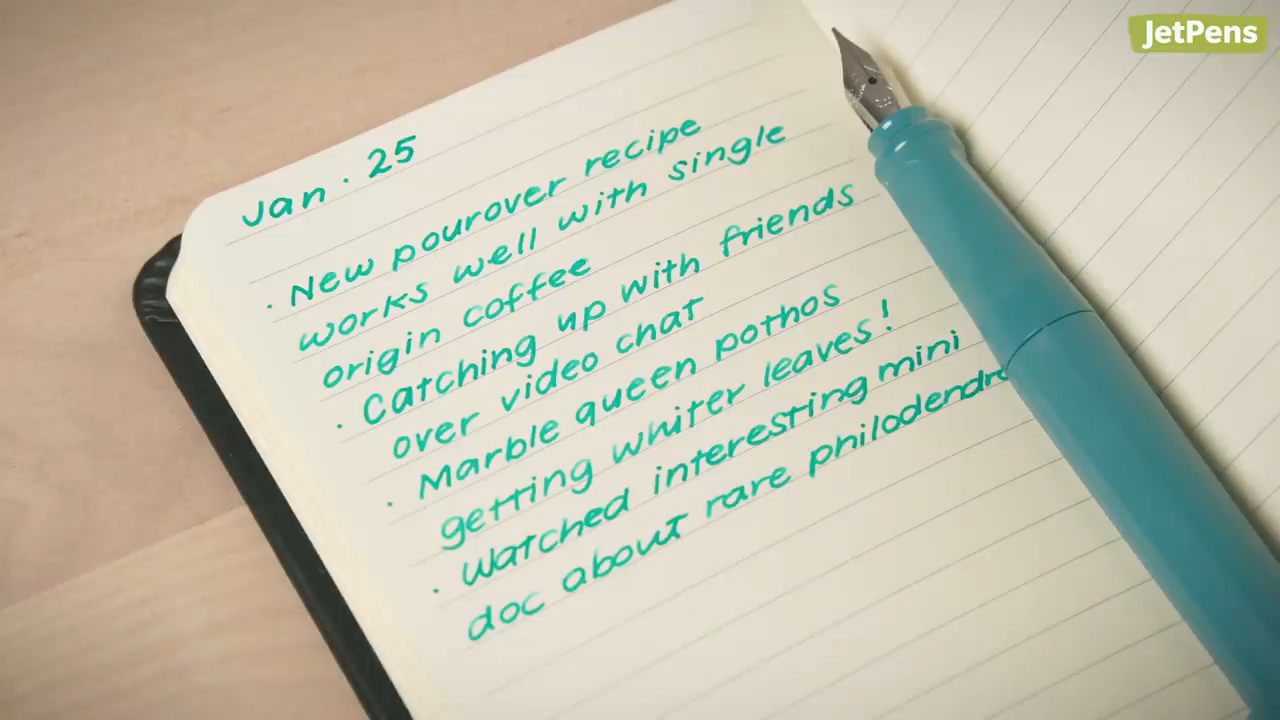 JetPens
Jan. 25
· New pourover recipe
works well with single
origin coffee
· Catching up with friends
over video chat
· Marble queen pothos
getting whiter leaves!
· Watched interesting mini
doc about rare